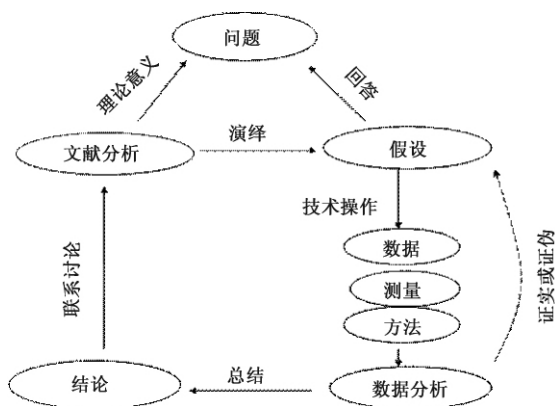 问题
理论意义
回答
文献分析
演绎
假设
技术操作
数据
测量
方法
联系讨论
证实或证伪
结论
总结
数据分析